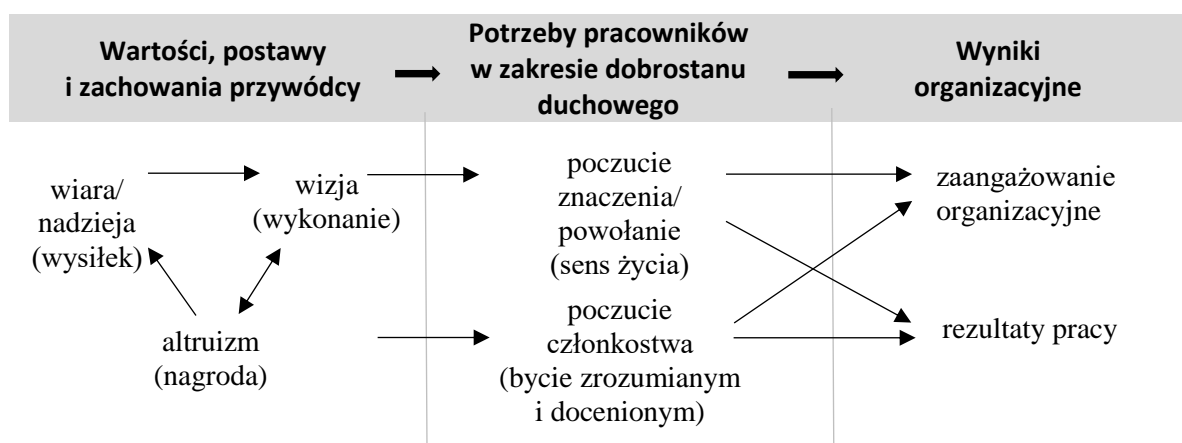 Wartości, postawy
i zachowania przywódcy
Potrzeby pracowników
w zakresie dobrostanu
duchowego
Wyniki
organizacyjne
wiara/
nadzieja
(wysiłek)
wizja
(wykonanie)
altruizm
(nagroda)
poczucie
znaczenia/
powołanie
(sens życia)
poczucie
członkostwa
(bycie zrozumianym
i docenionym)
zaangażowanie
organizacyjne
rezultaty pracy